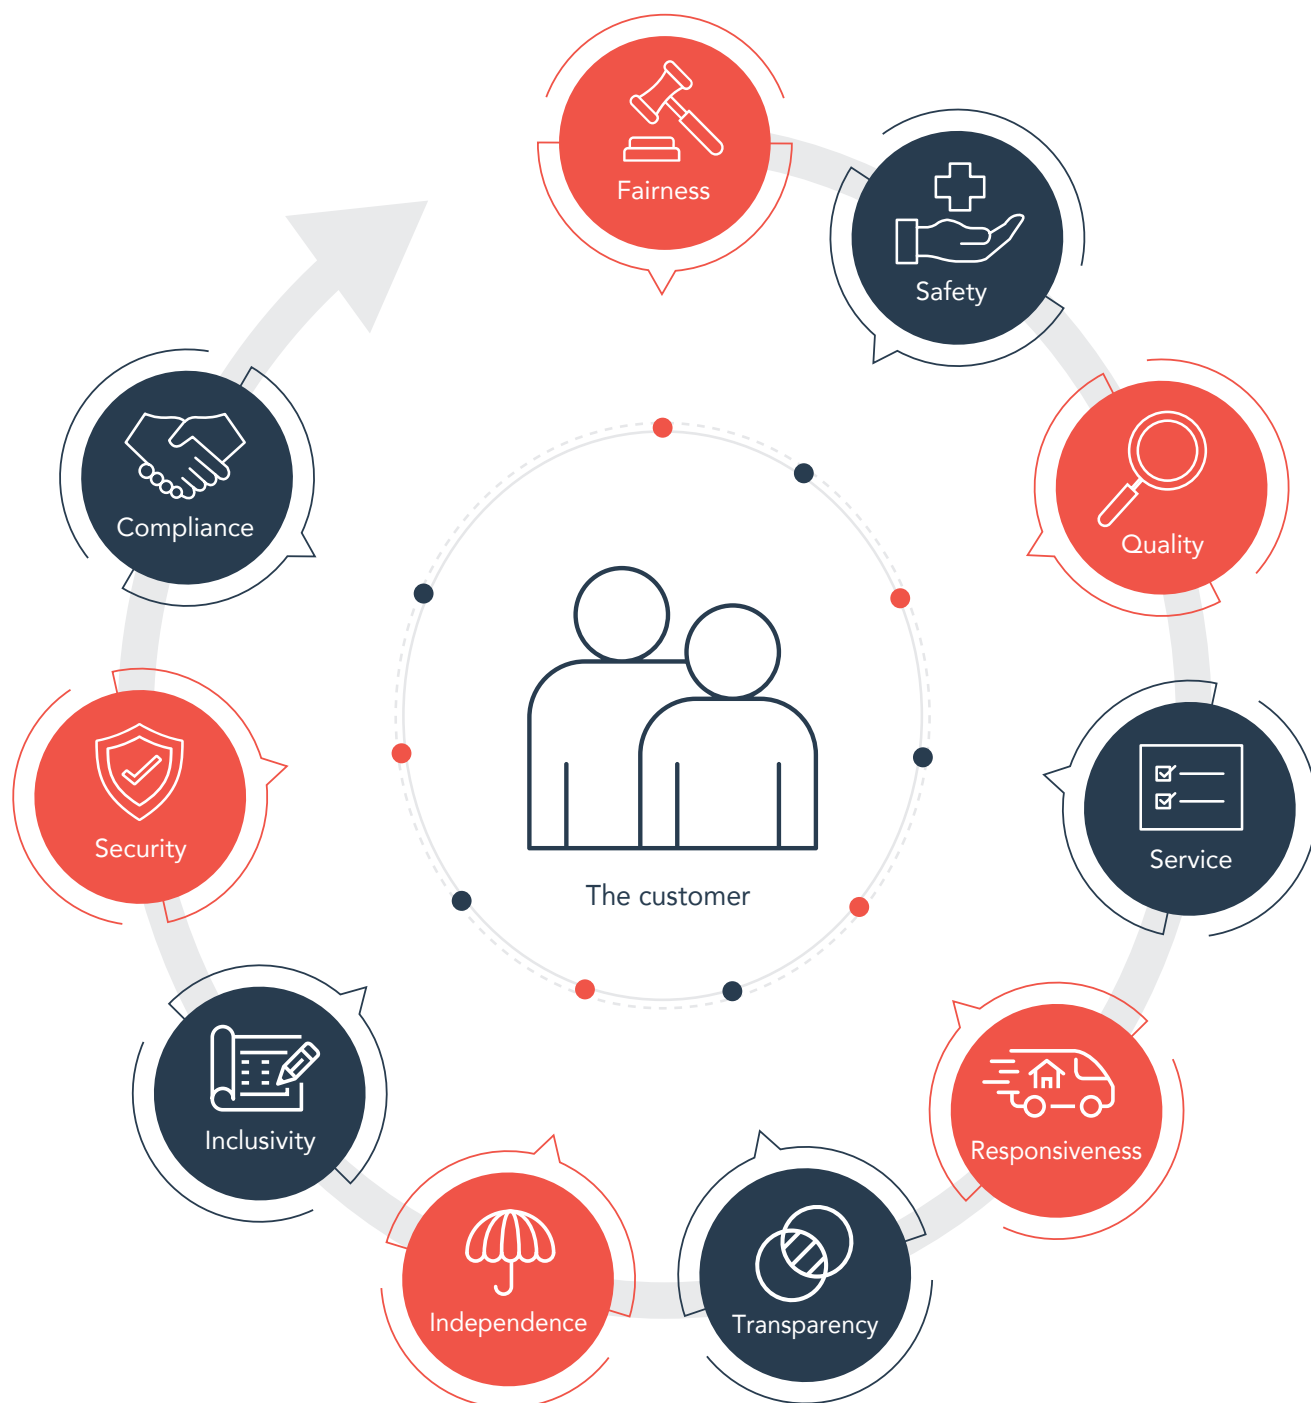 Fairness
Safety
Quality
Service
Responsiveness
Transparency
Independence
Inclusivity
Security
Compliance
The customer